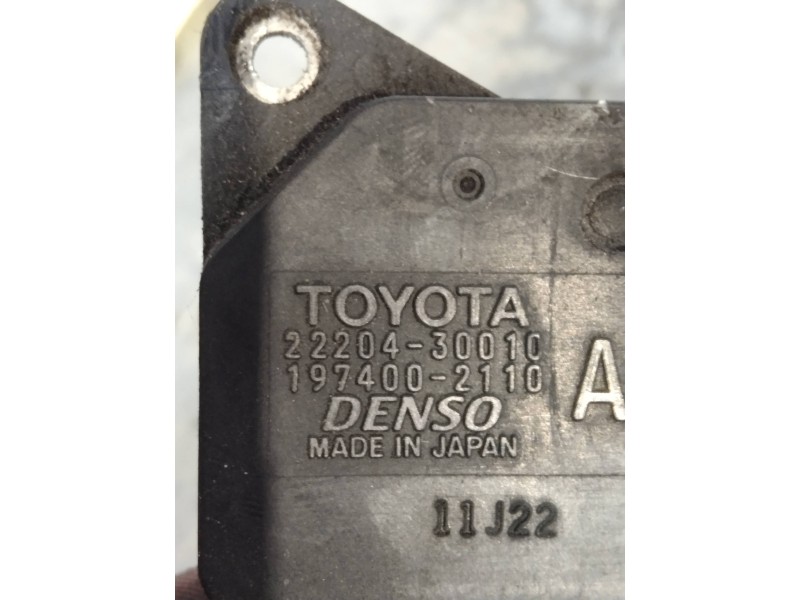 TOYOTA
22204-30010
197400-2110
A
DENSO
MADE IN JAPAN
11J22